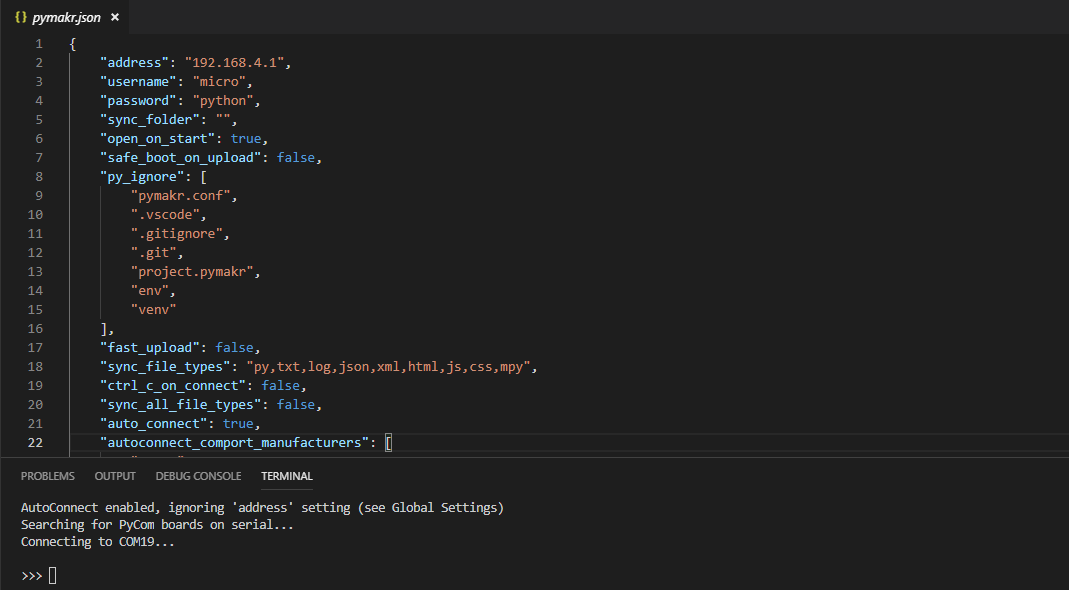 {} pymakr.json ×
1 {
2 "address": "192.168.4.1",
3 "username": "micro",
4 "password": "python",
5 "sync_folder": "",
6 "open_on_start": true,
7 "safe_boot_on_upload": false,
8 "py_ignore": [
9 "pymakr.conf",
10 ".vscode",
11 ".gitignore",
12 ".git",
13 "project.pymakr",
14 "env",
15 "venv"
16 ],
17 "fast_upload": false,
18 "sync_file_types": "py,txt,log,json,xml,html,js,css,mpy",
19 "ctrl_c_on_connect": false,
20 "sync_all_file_types": false,
21 "auto_connect": true,
22 "autoconnect_comport_manufacturers": [
PROBLEMS OUTPUT DEBUG CONSOLE TERMINAL
AutoConnect enabled, ignoring 'address' setting (see Global Settings)
Searching for PyCom boards on serial...
Connecting to COM19...
>>>